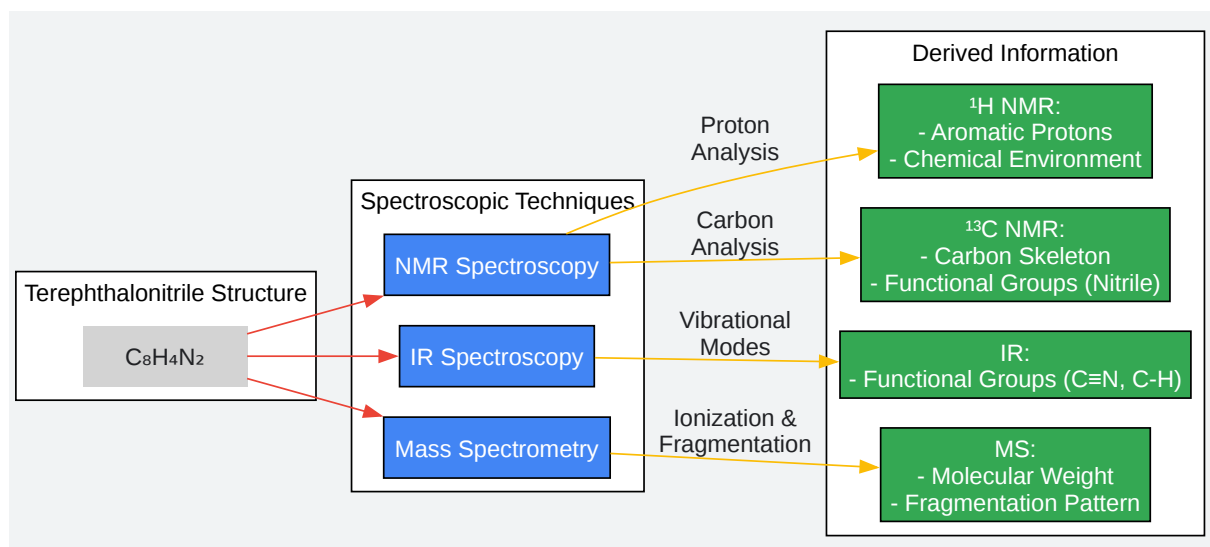 Terephthalonitrile Structure
C₈H₄N₂
Spectroscopic Techniques
NMR Spectroscopy
IR Spectroscopy
Mass Spectrometry
Proton
Analysis
Carbon
Analysis
Vibrational
Modes
Ionization &
Fragmentation
Derived Information
¹H NMR:
- Aromatic Protons
- Chemical Environment
¹³C NMR:
- Carbon Skeleton
- Functional Groups (Nitrile)
IR:
- Functional Groups (C≡N, C-H)
MS:
- Molecular Weight
- Fragmentation Pattern